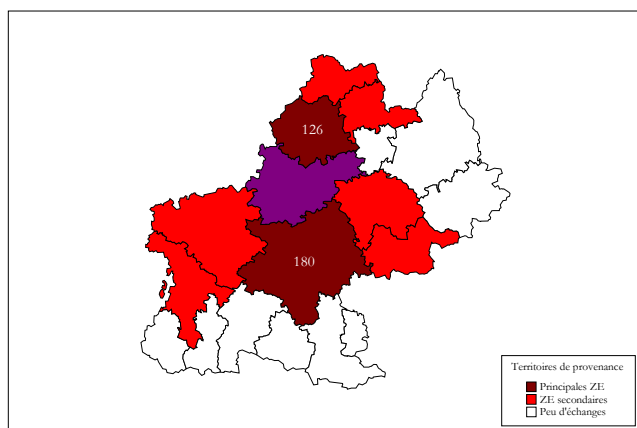 126
180
Territoires de provenance
Principales ZE
ZE secondaires
Peu d'échanges